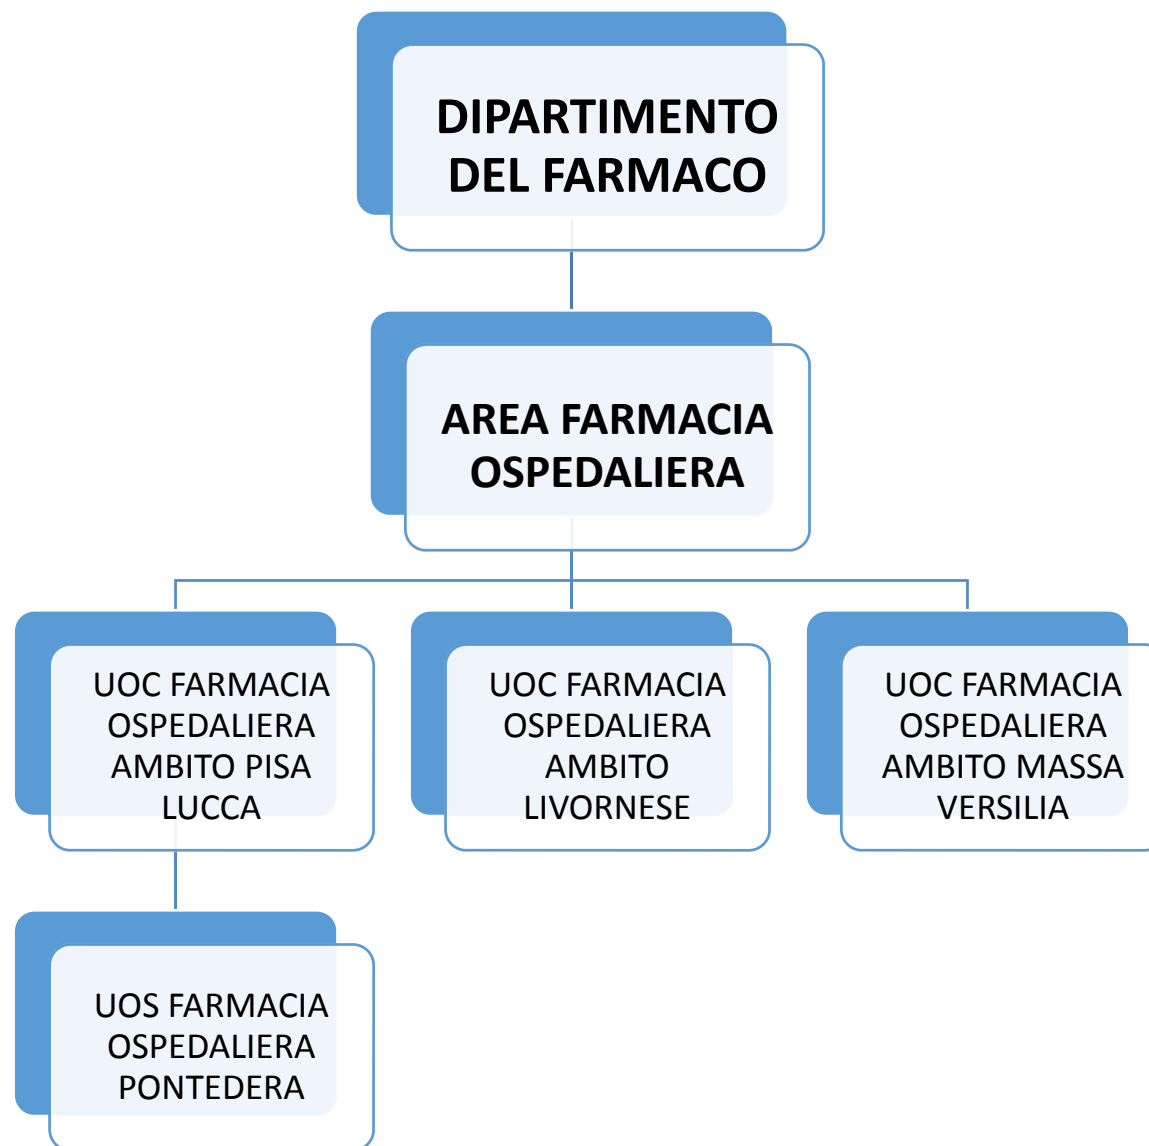 DIPARTIMENTO
DEL FARMACO
AREA FARMACIA
OSPEDALIERA
UOC FARMACIA
OSPEDALIERA
AMBITO PISA
LUCCA
UOC FARMACIA
OSPEDALIERA
AMBITO
LIVORNESE
UOC FARMACIA
OSPEDALIERA
AMBITO MASSA
VERSILIA
UOS FARMACIA
OSPEDALIERA
PONTEDERA